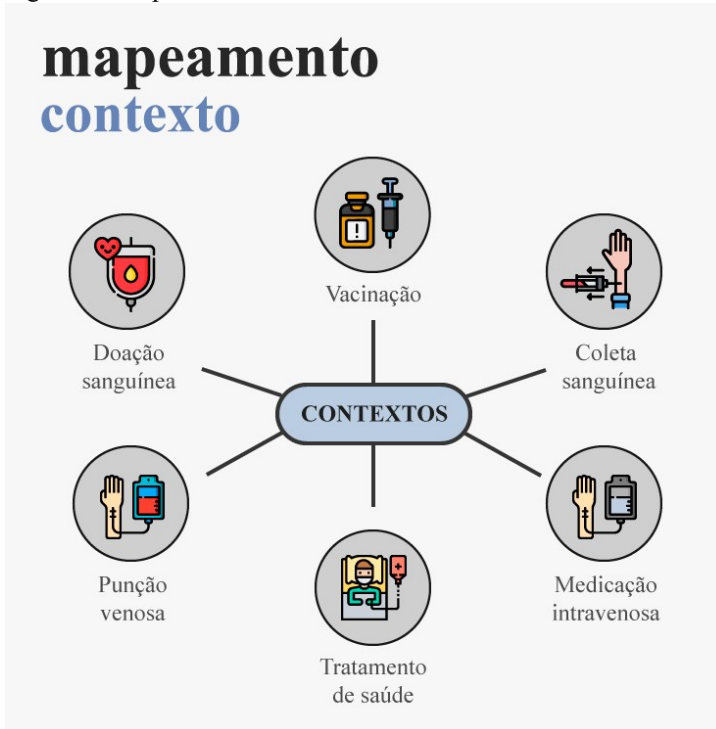 mapeamento
contexto
Vacinação
Doação
sanguínea
Coleta
sanguínea
CONTEXTOS
Punção
venosa
Medicação
intravenosa
Tratamento
de saúde